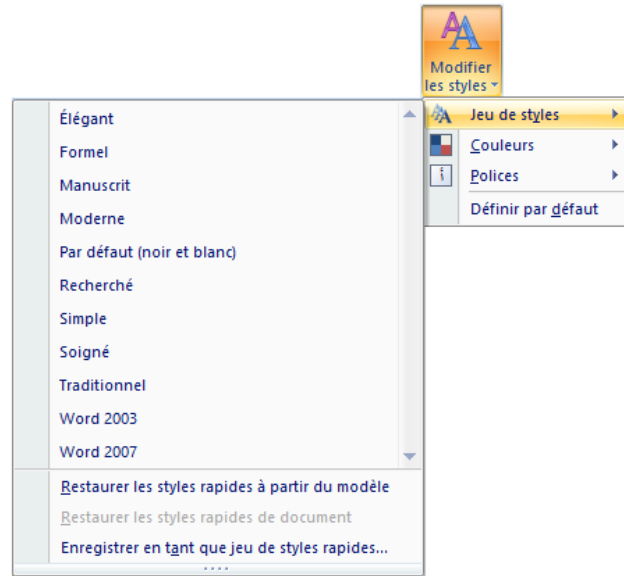 Modifier
les styles
Jeu de styles
Couleurs
Polices
Définir par défaut
Élégant
Formel
Manuscrit
Moderne
Par défaut (noir et blanc)
Recherché
Simple
Soigné
Traditionnel
Word 2003
Word 2007
Restaurer les styles rapides à partir du modèle
Restaurer les styles rapides de document
Enregistrer en tant que jeu de styles rapides...